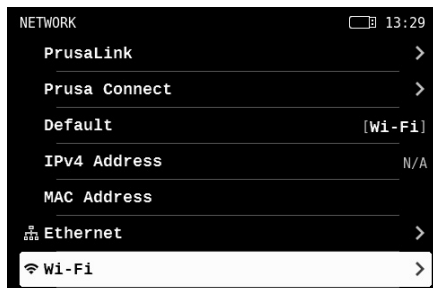 NETWORK 13:29
PrusaLink
Prusa Connect
Default [Wi-Fi]
IPv4 Address N/A
MAC Address
Ethernet
Wi-Fi